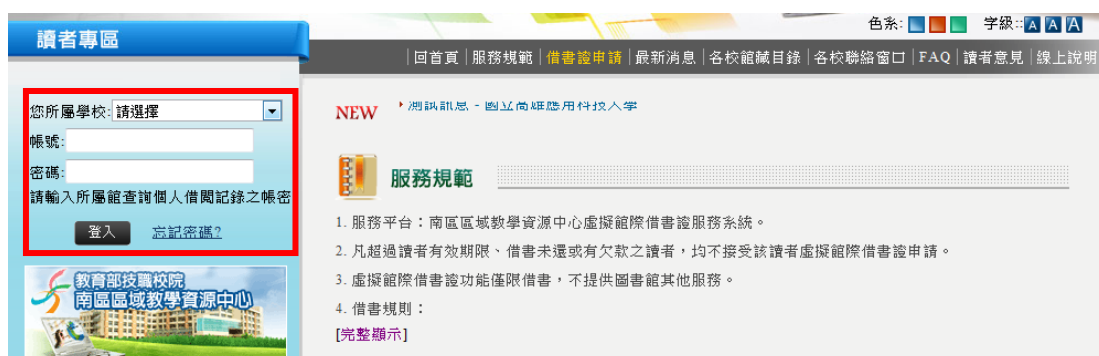 讀者專區
色系:
字級::A A A
|回首頁|服務規範|借書證申請|最新消息|各校館藏目錄|各校聯絡窗口|FAQ|讀者意見|線上說明
您所屬學校: 請選擇
帳號:
密碼:
請輸入所屬館查詢個人借閱記錄之帳密
登入 忘記密碼?
教育部技職校院
南區區域教學資源中心
NEW
測試訊息 - 國立高雄應用科技大學
服務規範
1. 服務平台：南區區域教學資源中心虛擬館際借書證服務系統。
2. 凡超過讀者有效期限、借書未還或有欠款之讀者，均不接受該讀者虛擬館際借書證申請。
3. 虛擬館際借書證功能僅限借書，不提供圖書館其他服務。
4. 借書規則：
[完整顯示]